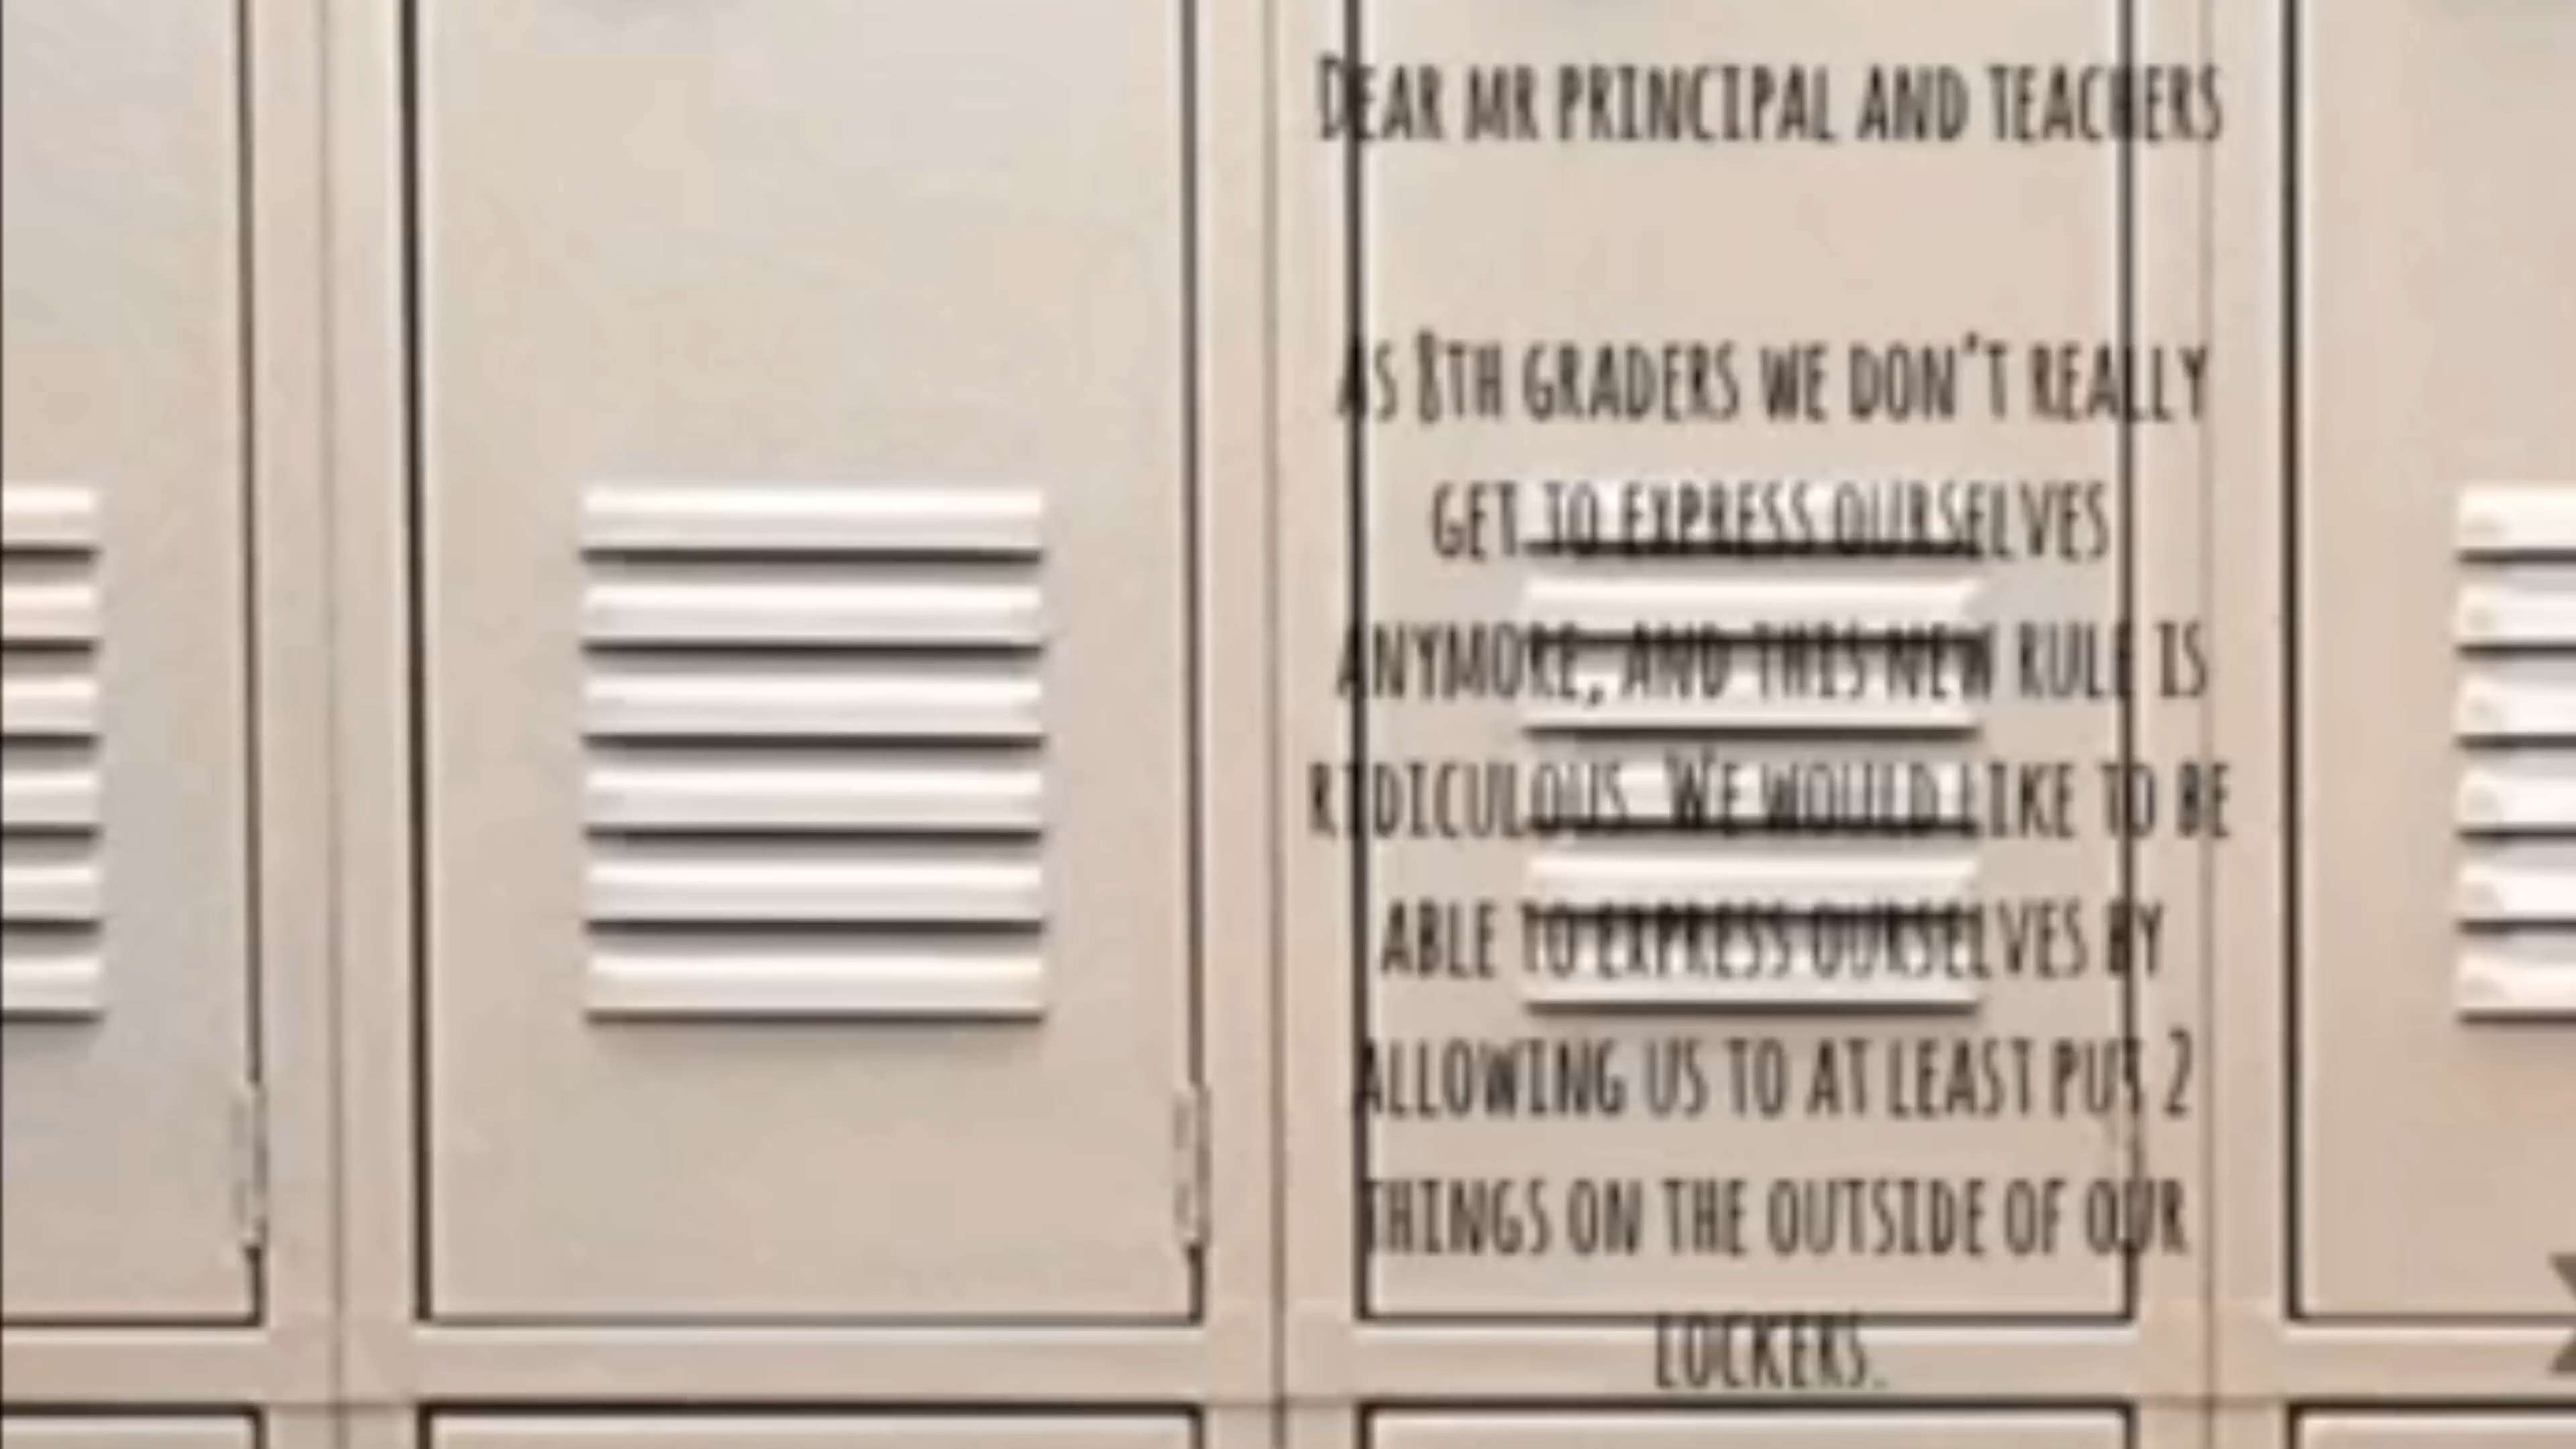 Dear mr principal and teachers
As 8th graders we don't really
get to express ourselves
anymore, and this new rule is
ridiculous. We would like to be
able to express ourselves by
allowing us to at least put 2
things on the outside of our
lockers.